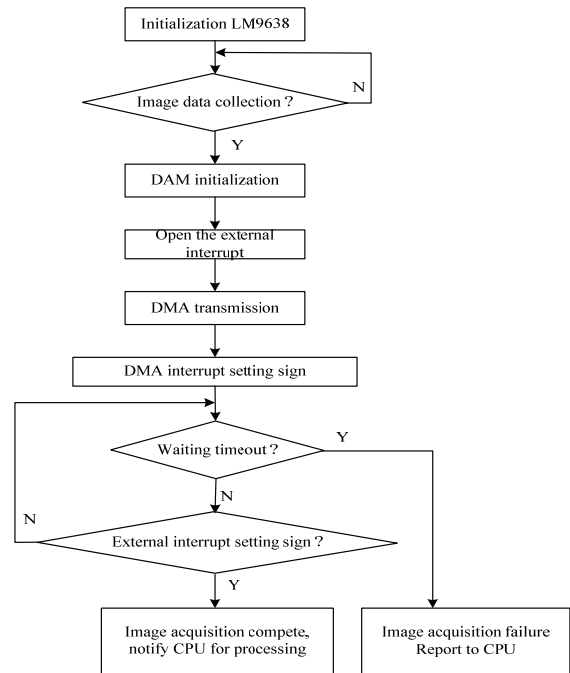 Initialization LM9638
Image data collection？
N
Y
DAM initialization
Open the external
interrupt
DMA transmission
DMA interrupt setting sign
Waiting timeout？
Y
N
N
External interrupt setting sign？
Y
Image acquisition compete,
notify CPU for processing
Image acquisition failure
Report to CPU